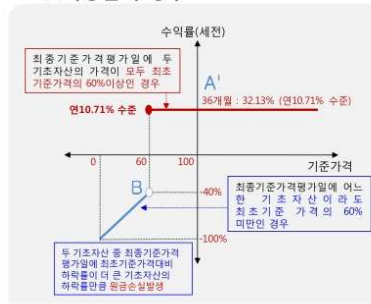 수익률(세전)
최종기준가격평가일에 두
기초자산의 가격이 모두 최초
기준가격의 60%이상인 경우
A'
36개월 : 32.13% (연10.71% 수준)
연10.71% 수준
0 60 100
기준가격
B
-40%
최종기준가격평가일에 어느
한 기초자산이라도
최초기준 가격의 60%
미만인 경우
-100%
두 기초자산 중 최종기준가격
평가일에 최초기준가격대비
하락률이 더 큰 기초자산의
하락률만큼 원금손실발생